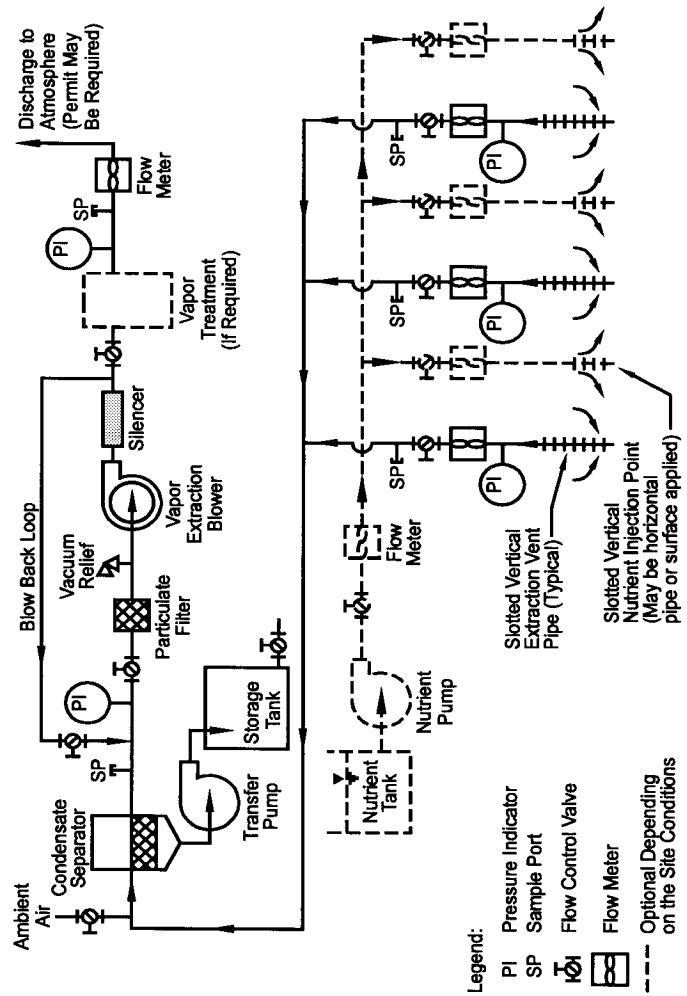 Ambient
Air
Condensate
Separator
SP
PI
Blow Back Loop
Particulate
Filter
Vacuum
Relief
Vapor
Extraction
Blower
Silencer
Vapor
Treatment
(If Required)
PI
SP
Flow
Meter
Discharge to
Atmosphere
(Permit May
Be Required)
Transfer
Pump
Storage
Tank
Nutrient
Tank
Nutrient
Pump
Flow
Meter
SP
PI
SP
PI
SP
PI
Slotted Vertical
Extraction Vent
Pipe (Typical)
Slotted Vertical
Nutrient Injection Point
(May be horizontal
pipe or surface applied)
Legend:
PI Pressure Indicator
SP Sample Port
Flow Control Valve
Flow Meter
Optional Depending
on the Site Conditions